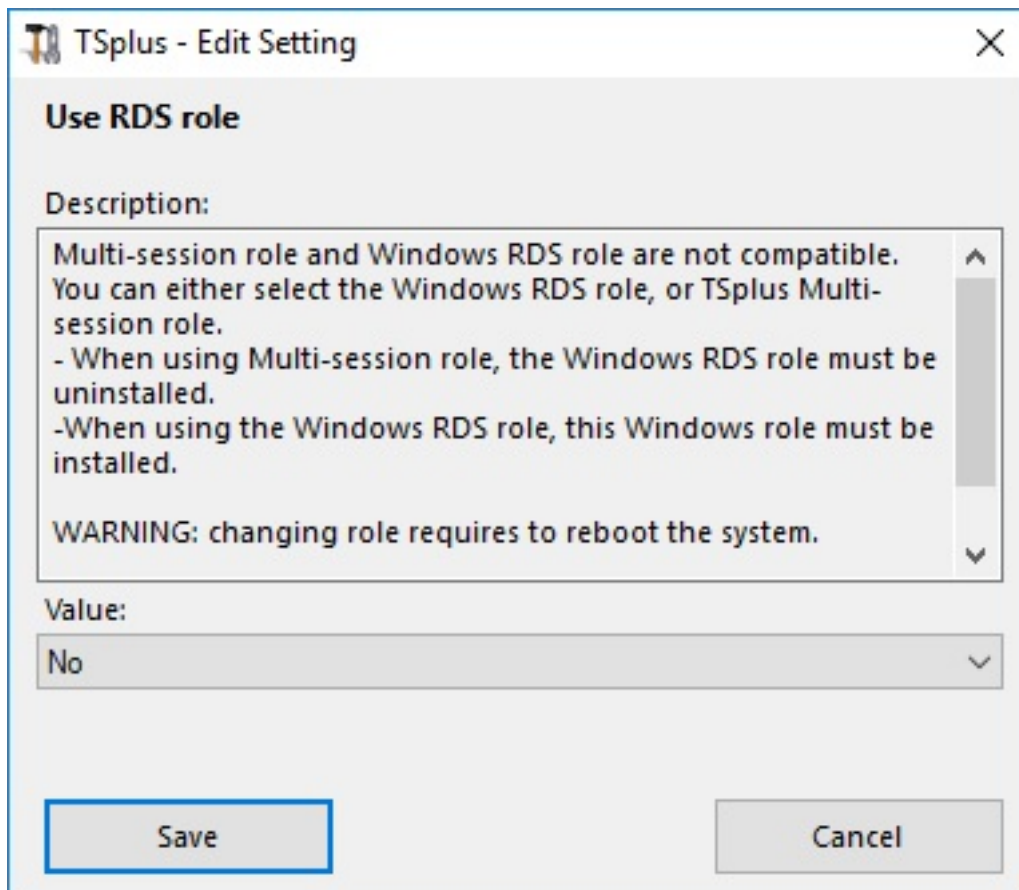 TSplus - Edit Setting
Use RDS role
Description:
Multi-session role and Windows RDS role are not compatible.
You can either select the Windows RDS role, or TSplus Multi-
session role.
- When using Multi-session role, the Windows RDS role must be
uninstalled.
-When using the Windows RDS role, this Windows role must be
installed.
WARNING: changing role requires to reboot the system.
Value:
No
Save
Cancel